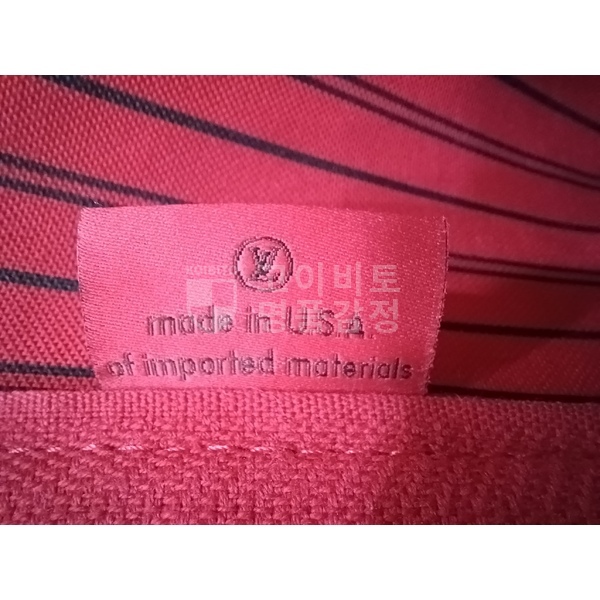 LV
이비토
명품감정
made in U.S.A.
of imported materials